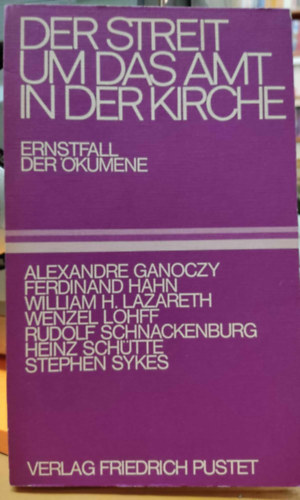 DER STREIT
UM DAS AMT
IN DER KIRCHE
ERNSTFALL
DER ÖKUMENE
ALEXANDRE GANOCZY
FERDINAND HAHN
WILLIAM H. LAZARETH
WENZEL LOHFF
RUDOLF SCHNACKENBURG
HEINZ SCHÜTTE
STEPHEN SYKES
VERLAG FRIEDRICH PUSTET